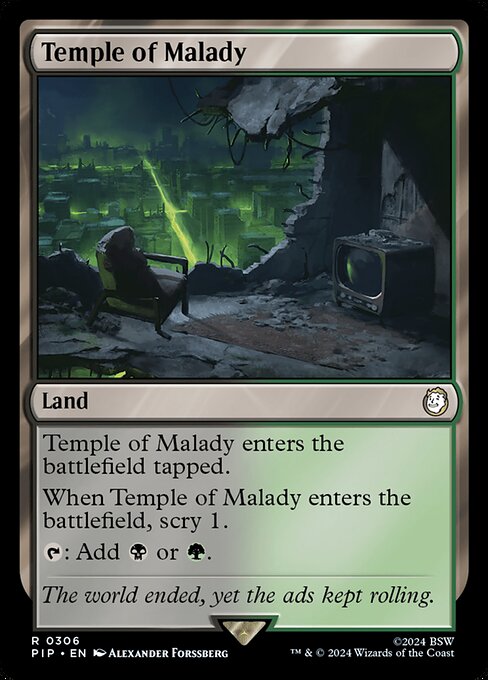 Temple of Malady
Land
Temple of Malady enters the
battlefield tapped.
When Temple of Malady enters the
battlefield, scry 1.
: Add or .
The world ended, yet the ads kept rolling.
R 0306
PIP • EN ALEXANDER FORSSBERG
©2024 BSW
™ & © 2024 Wizards of the Coast